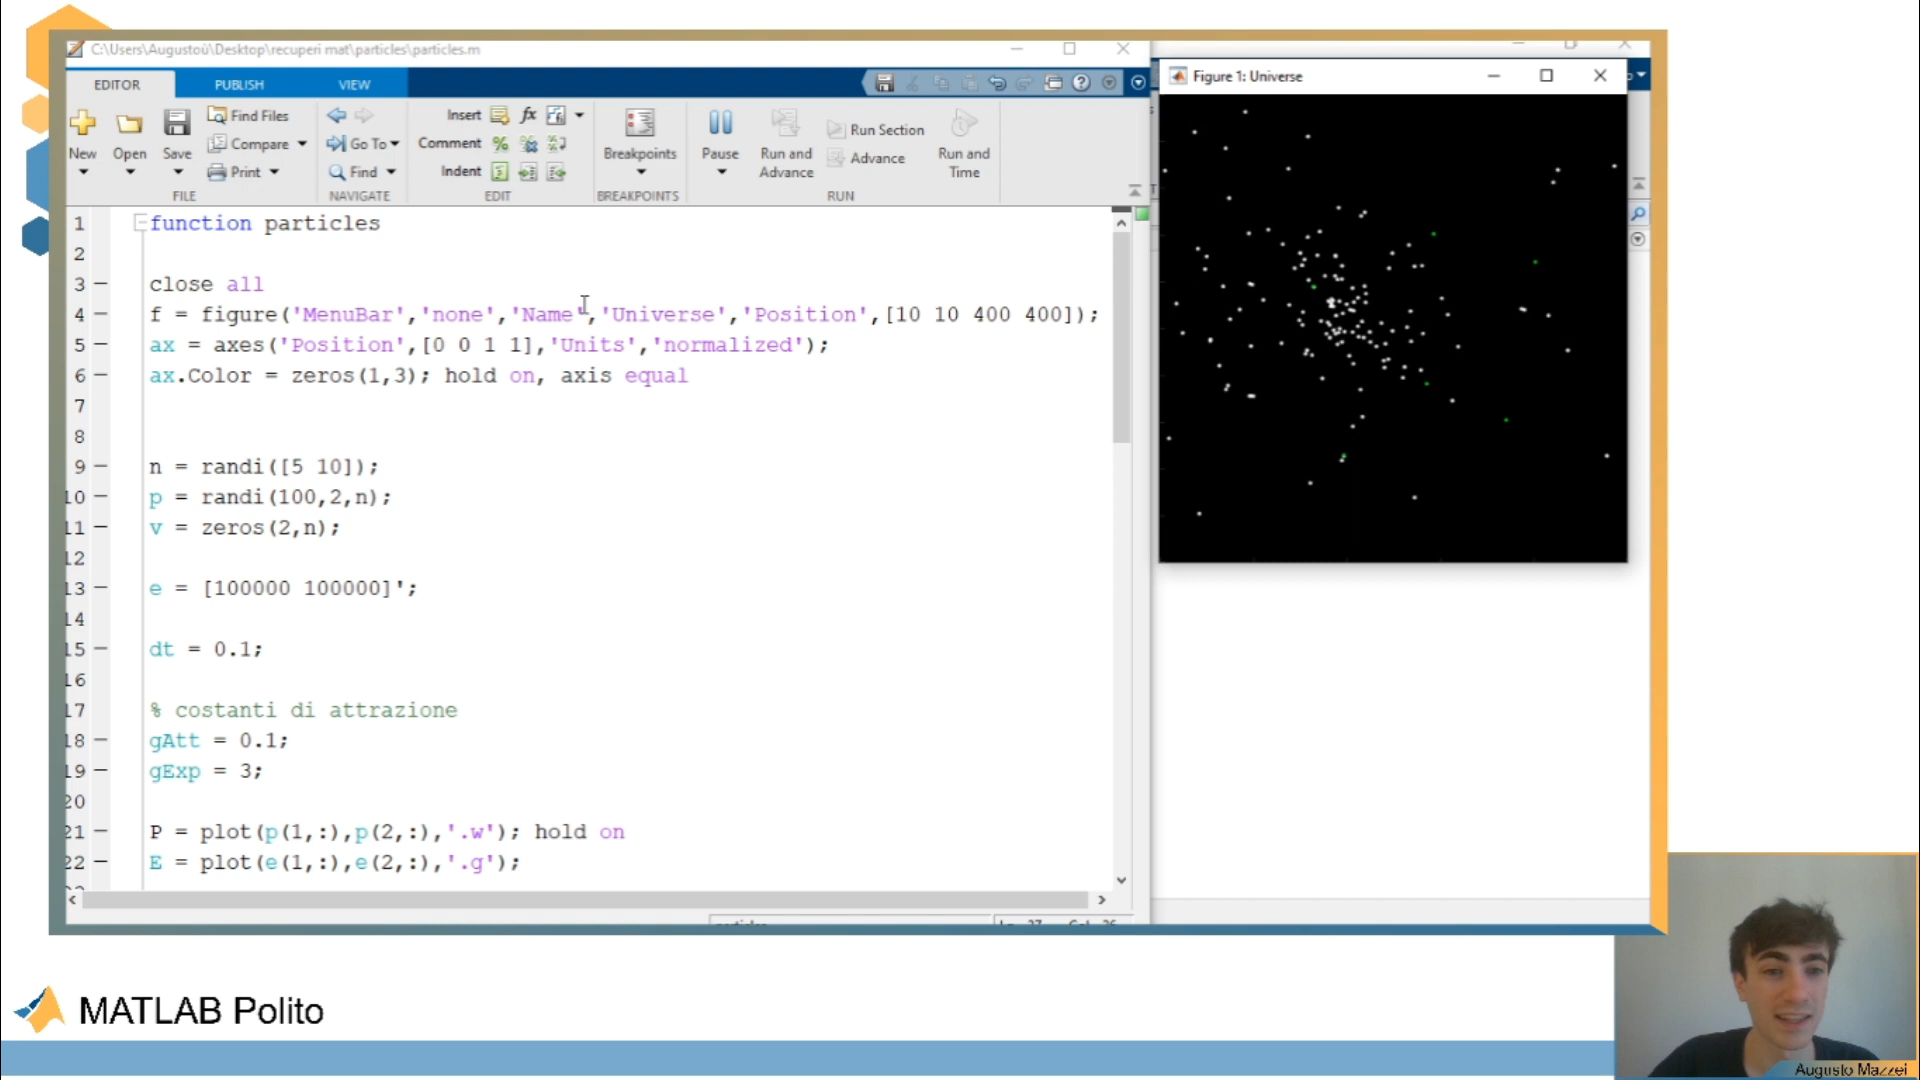 C:\Users\Augustoù\Desktop\recuperi mat\particles\particles.m
EDITOR PUBLISH VIEW
New Open Save Find Files Compare Print
FILE
Go To Find
NAVIGATE
Insert fx
Comment
Indent
EDIT
Breakpoints
BREAKPOINTS
Pause Run and Advance Run Section Advance Run and Time
RUN
1 function particles
2
3 close all
4 f = figure('MenuBar','none','Name','Universe','Position',[10 10 400 400]);
5 ax = axes('Position',[0 0 1 1],'Units','normalized');
6 ax.Color = zeros(1,3); hold on, axis equal
7
8
9 n = randi([5 10]);
10 p = randi(100,2,n);
11 v = zeros(2,n);
12
13 e = [100000 100000]';
14
15 dt = 0.1;
16
17 % costanti di attrazione
18 gAtt = 0.1;
19 gExp = 3;
20
21 P = plot(p(1,:),p(2,:),'.w'); hold on
22 E = plot(e(1,:),e(2,:),'.g');
Figure 1: Universe
MATLAB Polito
Augusto Mazzei